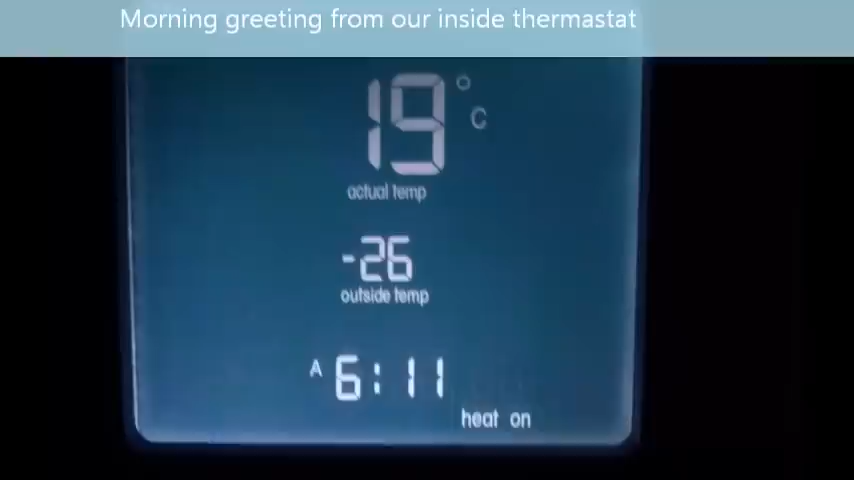 Morning greeting from our inside thermastat
19 °C
actual temp
-26
outside temp
A 6:11
heat on